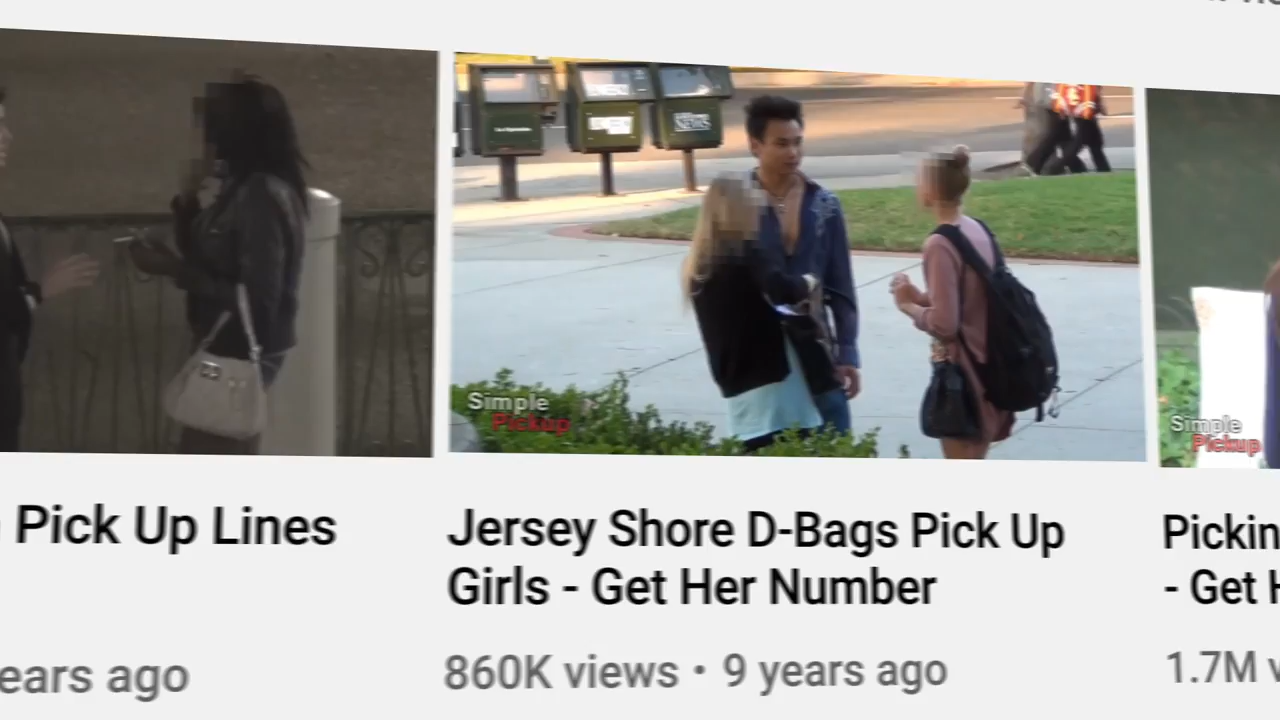 NEWS
Simple
Pickup
Simple
Pickup
Pick Up Lines
Jersey Shore D-Bags Pick Up
Girls - Get Her Number
Pickin
- Get H
ears ago
860K views • 9 years ago
1.7M v